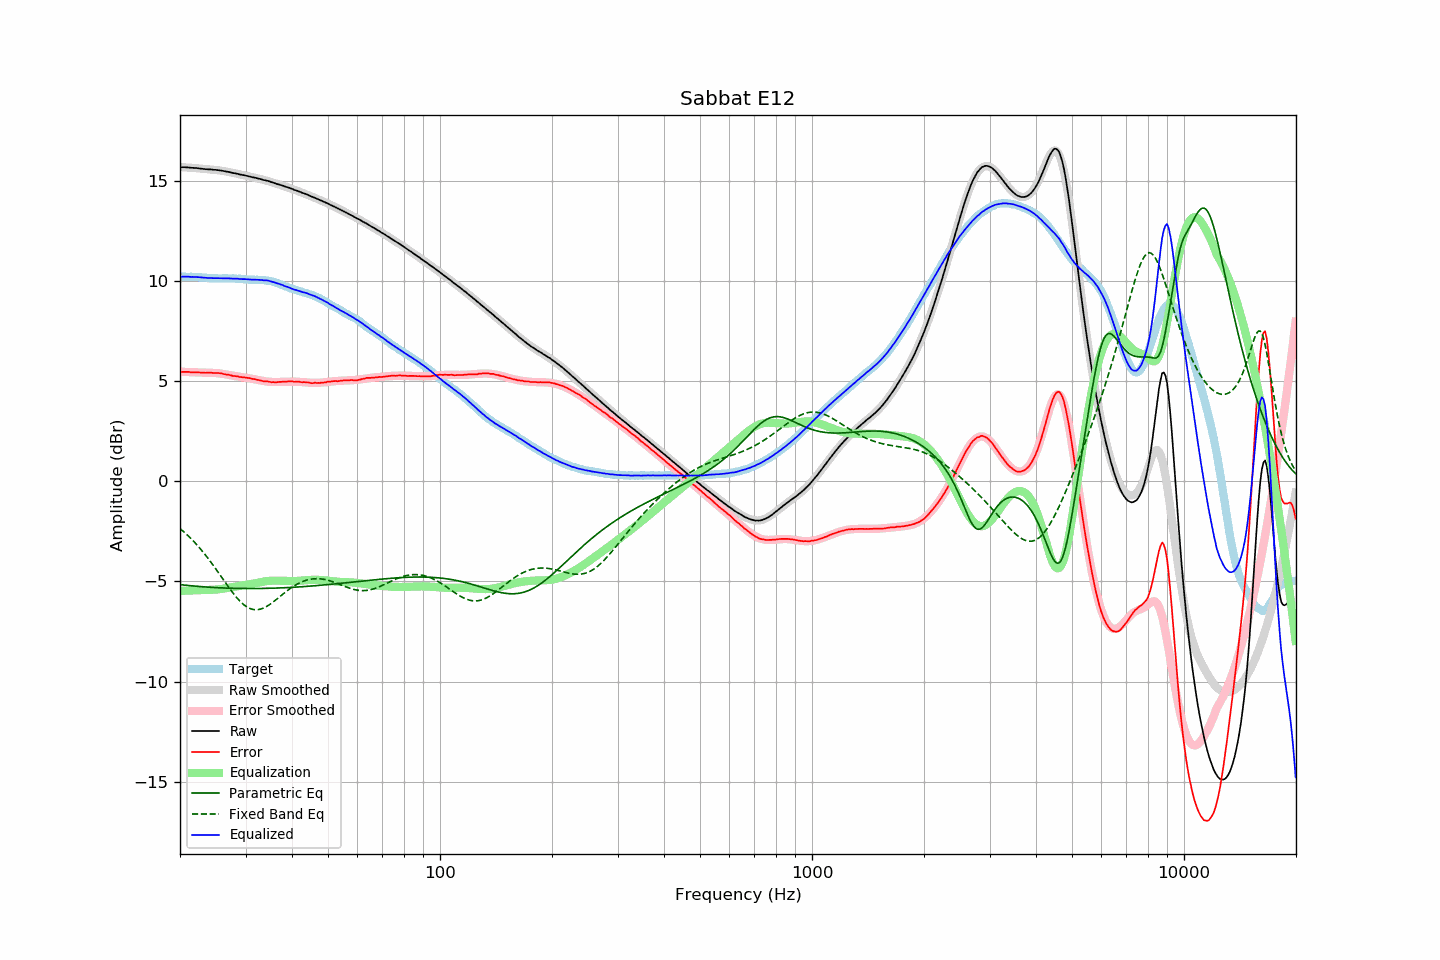 Sabbat E12
Amplitude (dBr)
15
10
5
0
−5
−10
−15
Target
Raw Smoothed
Error Smoothed
Raw
Error
Equalization
Parametric Eq
Fixed Band Eq
Equalized
100
1000
10000
Frequency (Hz)